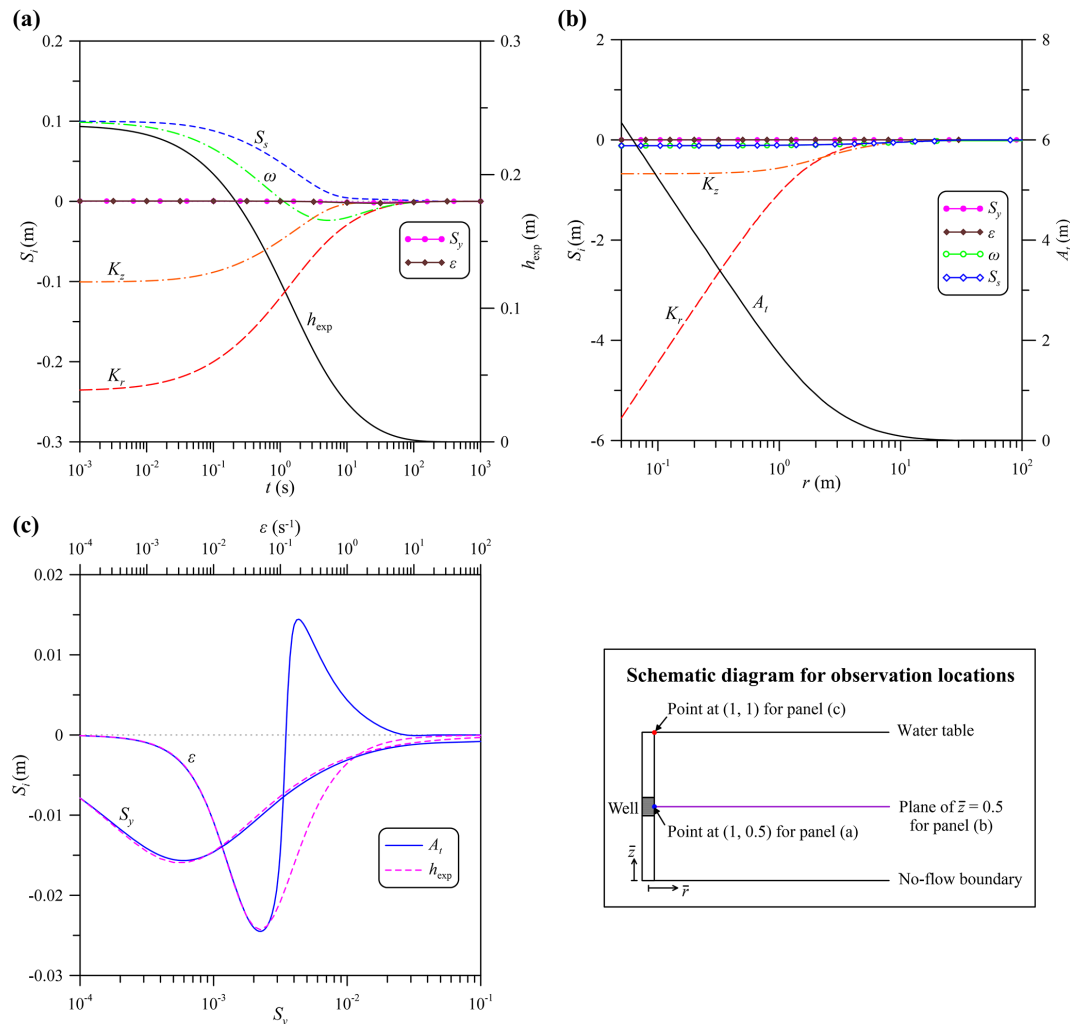 (a)
0.2
0.1
0
-0.1
-0.2
-0.3
S_i (m)
0.3
0.2
0.1
0
h_exp (m)
S_s
ω
S_y
ε
K_z
h_exp
K_r
10^-3
10^-2
10^-1
10^0
10^1
10^2
10^3
t (s)
(b)
2
0
-2
-4
-6
S_i (m)
8
6
4
2
0
A_t (m)
K_z
S_y
ε
ω
S_s
K_r
A_t
10^-1
10^0
10^1
10^2
r (m)
(c)
ε (s^-1)
10^-4
10^-3
10^-2
10^-1
10^0
10^1
10^2
0.02
0.01
0
-0.01
-0.02
-0.03
S_i (m)
ε
S_y
A_t
h_exp
10^-4
10^-3
10^-2
10^-1
S_y
Schematic diagram for observation locations
Point at (1, 1) for panel (c)
Water table
Well
Plane of z̅ = 0.5
for panel (b)
Point at (1, 0.5) for panel (a)
z̅
No-flow boundary
r̅